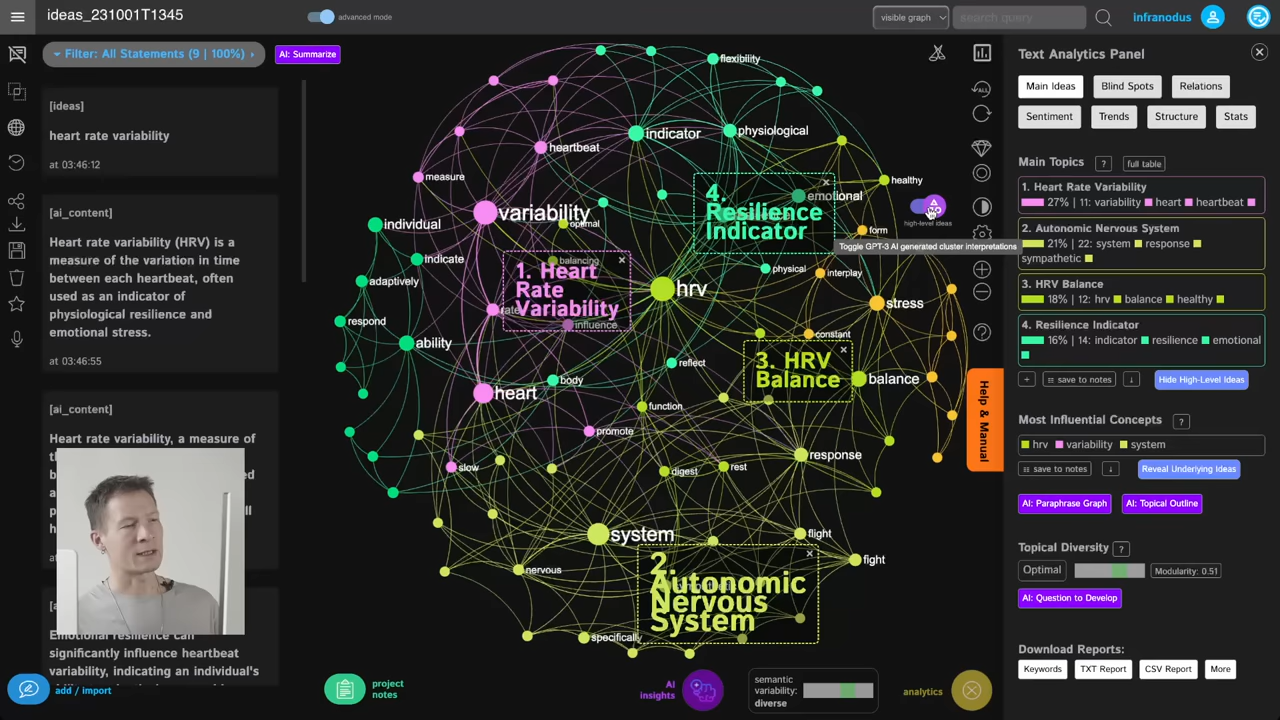 ideas_231001T1345
advanced mode
visible graph
search query
infranodus
Filter: All Statements (9 | 100%)
AI: Summarize
[ideas]
heart rate variability
at 03:46:12
[ai_content]
Heart rate variability (HRV) is a
measure of the variation in time
between each heartbeat, often
used as an indicator of
physiological resilience and
emotional stress.
at 03:46:55
[ai_content]
Heart rate variability, a measure of
significantly influence heartbeat
variability, indicating an individual's
add / import
project
notes
AI
insights
semantic
variability:
diverse
analytics
flexibility
indicator
physiological
heartbeat
measure
healthy
emotional
variability
individual
optimal
form
indicate
balancing
physical
interplay
adaptively
hrv
stress
rate
influence
respond
constant
ability
reflect
balance
body
heart
function
promote
response
slow
digest
rest
system
flight
fight
nervous
specifically
1. Heart
Rate
Variability
2.
Autonomic
Nervous
System
3. HRV
Balance
4.
Resilience
Indicator
high-level ideas
Toggle GPT-3 AI generated cluster interpretations
ALL
Help & Manual
Text Analytics Panel
Main Ideas
Blind Spots
Relations
Sentiment
Trends
Structure
Stats
Main Topics
?
full table
1. Heart Rate Variability
27% | 11: variability heart heartbeat
2. Autonomic Nervous System
21% | 22: system response
sympathetic
3. HRV Balance
18% | 12: hrv balance healthy
4. Resilience Indicator
16% | 14: indicator resilience emotional
+
save to notes
↓
Hide High-Level Ideas
Most Influential Concepts
?
hrv variability system
save to notes
↓
Reveal Underlying Ideas
AI: Paraphrase Graph
AI: Topical Outline
Topical Diversity
?
Optimal
Modularity: 0.51
AI: Question to Develop
Download Reports:
Keywords
TXT Report
CSV Report
More